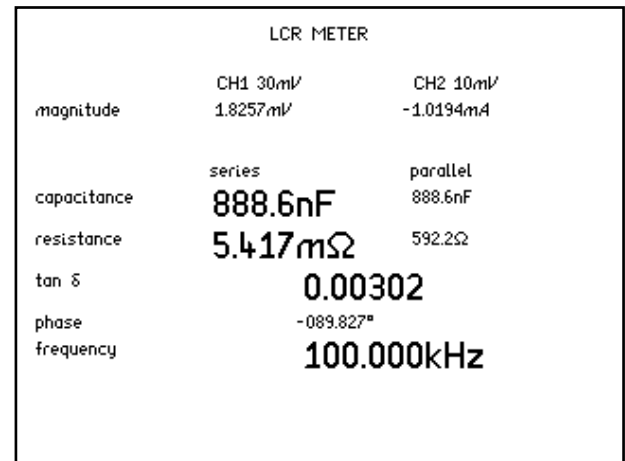 LCR METER
CH1 30mV CH2 10mV
magnitude 1.8257mV -1.0194mA
series parallel
capacitance 888.6nF 888.6nF
resistance 5.417mΩ 592.2Ω
tan δ 0.00302
phase -089.827°
frequency 100.000kHz